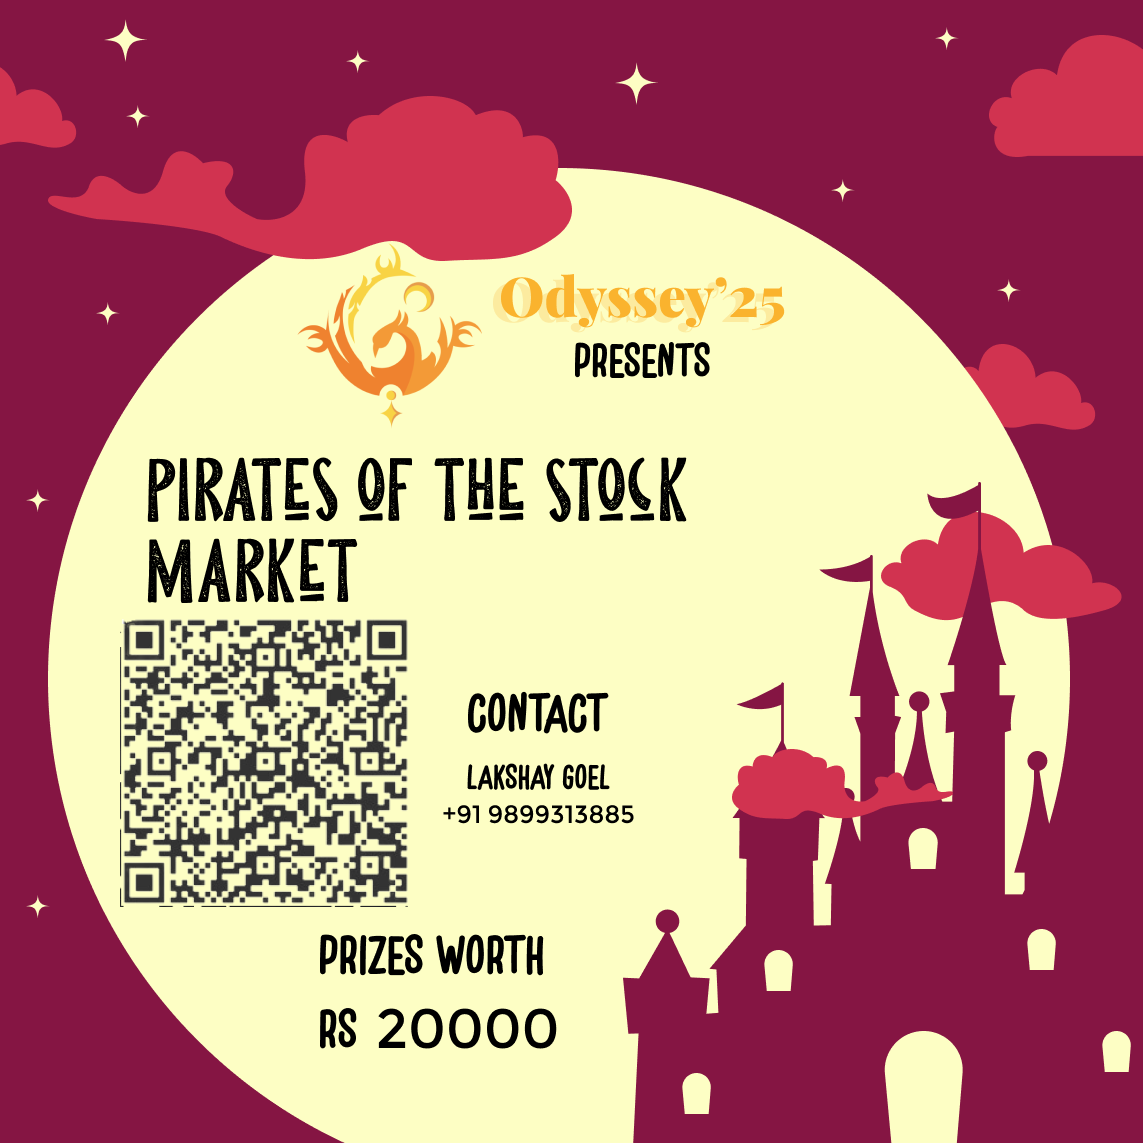 Odyssey'25
PRESENTS
PIRATES OF THE STOCK
MARKET
CONTACT
LAKSHAY GOEL
+91 9899313885
PRIZES WORTH
RS 20000